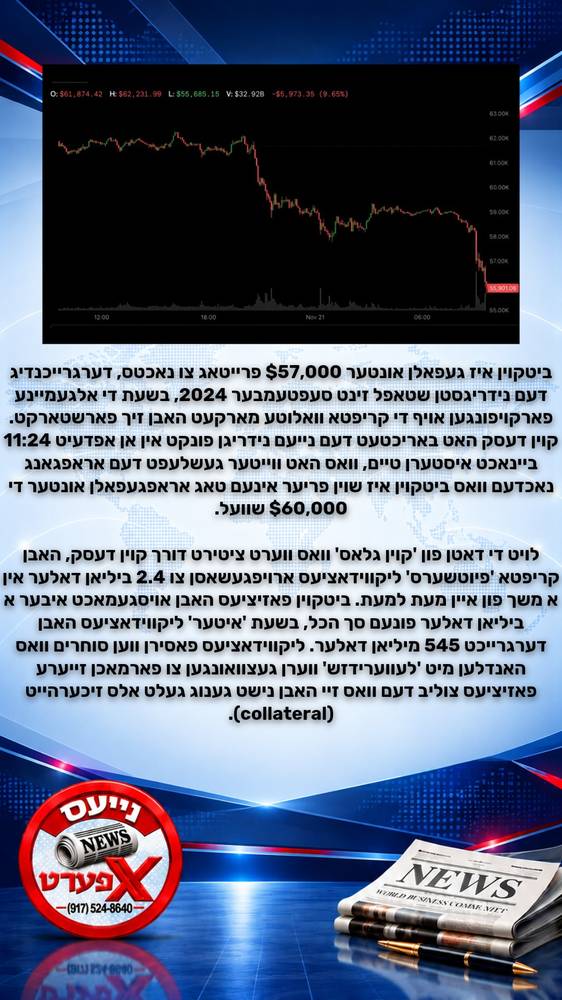 O: $61,874.42 H: $62,231.99 L: $55,685.15 V: $32.92B -$5,973.35 (9.65%)
63.00K
62.00K
61.00K
60.00K
59.00K
58.00K
57.00K
55,901.09
55.00K
12:00 18:00 Nov 21 06:00
ביטקוין איז געפאלן אונטער $57,000 פרייטאג צו נאכטס, דערגרייכנדיג
דעם נידריגסטן שטאפל זינט סעפטעמבער 2024, בשעת די אלגעמיינע
פארקויפונגען אויף די קריפטא וואלוטע מארקעט האבן זיך פארשטארקט.
קוין דעסק האט באריכטעט דעם נייעם נידריגן פונקט אין אן אפדעיט 11:24
ביינאכט איסטערן טיים, וואס האט ווייטער געשלעפט דעם אראפגאנג
נאכדעם וואס ביטקוין איז שוין פריער אינעם טאג אראפגעפאלן אונטער די
$60,000 שוועל.
לויט די דאטן פון 'קוין גלאס' וואס ווערט ציטירט דורך קוין דעסק, האבן
קריפטא 'פיוטשערס' ליקווידאציעס ארויפגעשאסן צו 2.4 ביליאן דאלער אין
א משך פון איין מעת למעת. ביטקוין פאזיציעס האבן אויסגעמאכט איבער א
ביליאן דאלער פונעם סך הכל, בשעת 'איטער' ליקווידאציעס האבן
דערגרייכט 545 מיליאן דאלער. ליקווידאציעס פאסירן ווען סוחרים וואס
האנדלען מיט 'לעווערידזש' ווערן געצוואונגען צו פארמאכן זייערע
פאזיציעס צוליב דעם וואס זיי האבן נישט גענוג געלט אלס זיכערהייט
(collateral).
נייעס
NEWS
Xפערט
(917) 524-8640
NEWS